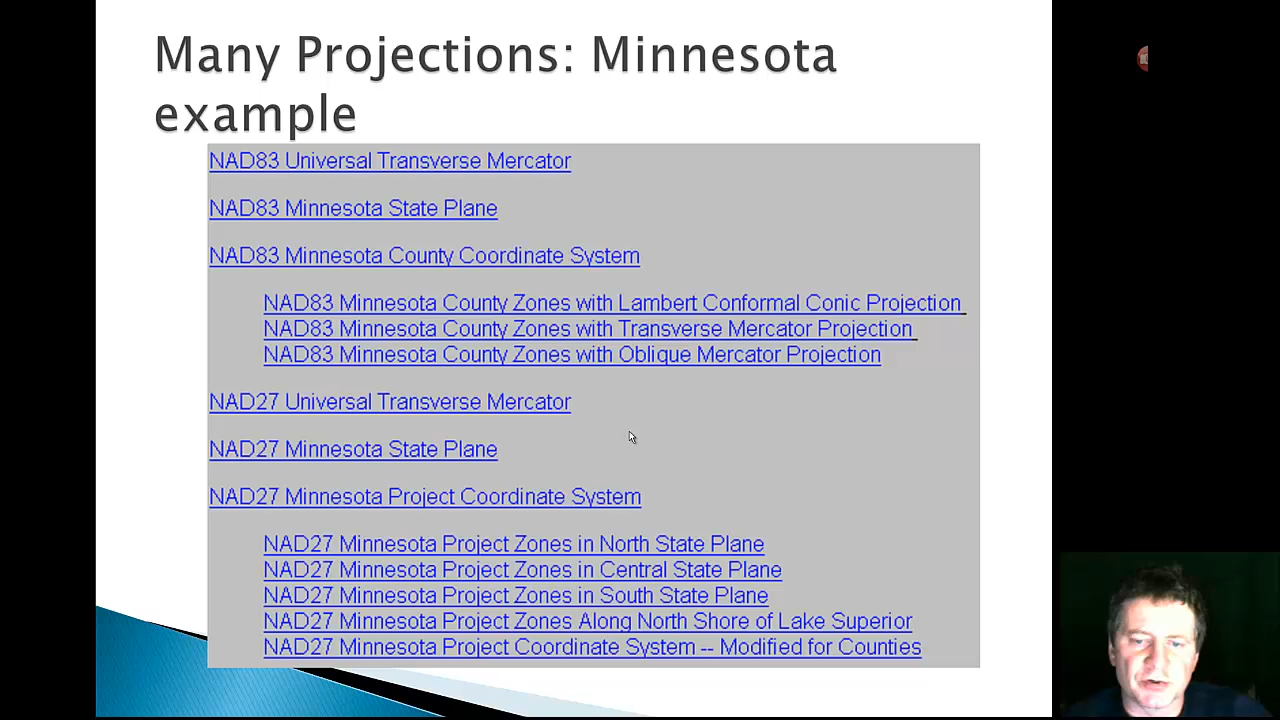 Many Projections: Minnesota
example
NAD83 Universal Transverse Mercator
NAD83 Minnesota State Plane
NAD83 Minnesota County Coordinate System
NAD83 Minnesota County Zones with Lambert Conformal Conic Projection
NAD83 Minnesota County Zones with Transverse Mercator Projection
NAD83 Minnesota County Zones with Oblique Mercator Projection
NAD27 Universal Transverse Mercator
NAD27 Minnesota State Plane
NAD27 Minnesota Project Coordinate System
NAD27 Minnesota Project Zones in North State Plane
NAD27 Minnesota Project Zones in Central State Plane
NAD27 Minnesota Project Zones in South State Plane
NAD27 Minnesota Project Zones Along North Shore of Lake Superior
NAD27 Minnesota Project Coordinate System -- Modified for Counties